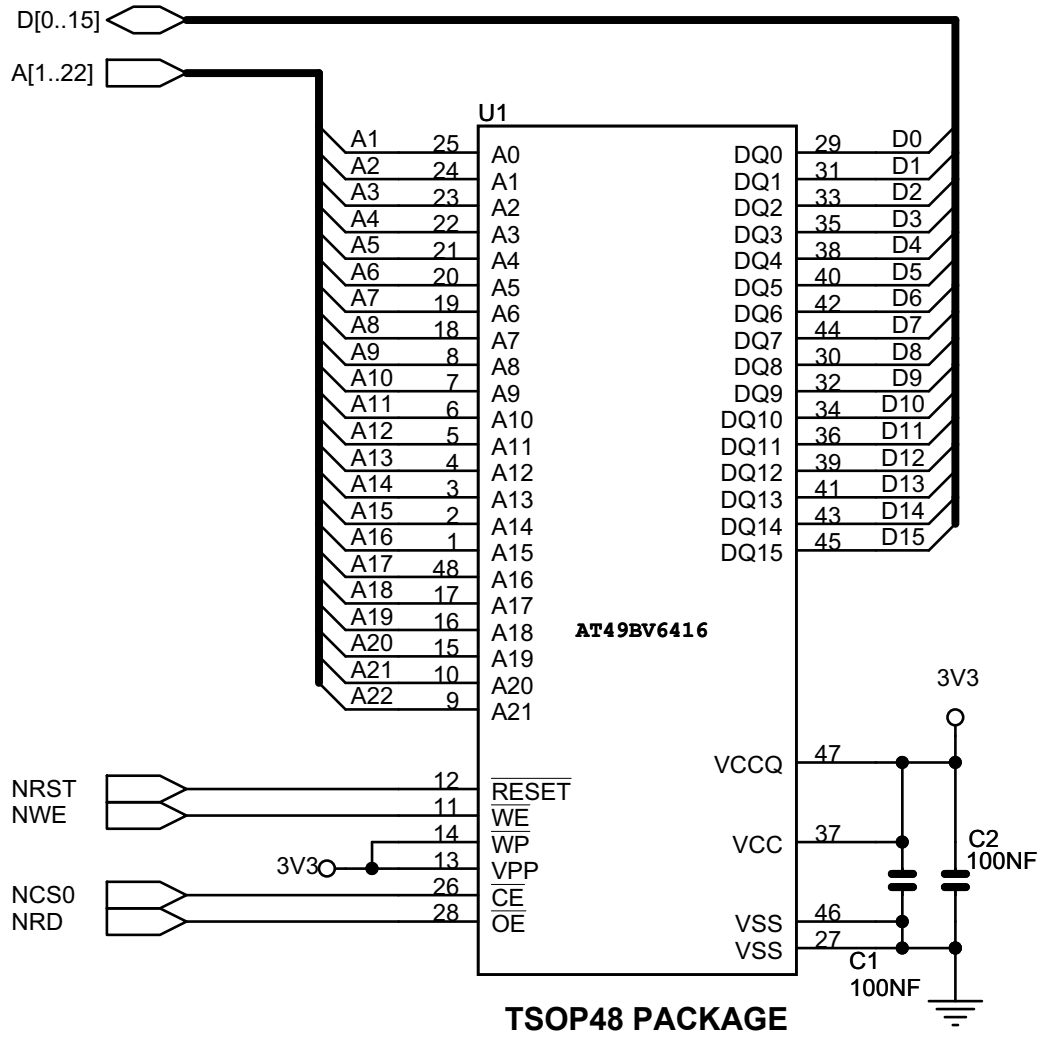 D[0..15]
A[1..22]
U1
A1 25 A0 DQ0 29 D0
A2 24 A1 DQ1 31 D1
A3 23 A2 DQ2 33 D2
A4 22 A3 DQ3 35 D3
A5 21 A4 DQ4 38 D4
A6 20 A5 DQ5 40 D5
A7 19 A6 DQ6 42 D6
A8 18 A7 DQ7 44 D7
A9 8 A8 DQ8 30 D8
A10 7 A9 DQ9 32 D9
A11 6 A10 DQ10 34 D10
A12 5 A11 DQ11 36 D11
A13 4 A12 DQ12 39 D12
A14 3 A13 DQ13 41 D13
A15 2 A14 DQ14 43 D14
A16 1 A15 DQ15 45 D15
A17 48 A16
A18 17 A17
A19 16 A18 AT49BV6416
A20 15 A19
A21 10 A20
A22 9 A21
3V3
VCCQ 47
NRST 12 RESET
NWE 11 WE
14 WP VCC 37 C2
100NF
3V3 13 VPP
NCS0 26 CE
NRD 28 OE VSS 46
VSS 27
C1
100NF
TSOP48 PACKAGE